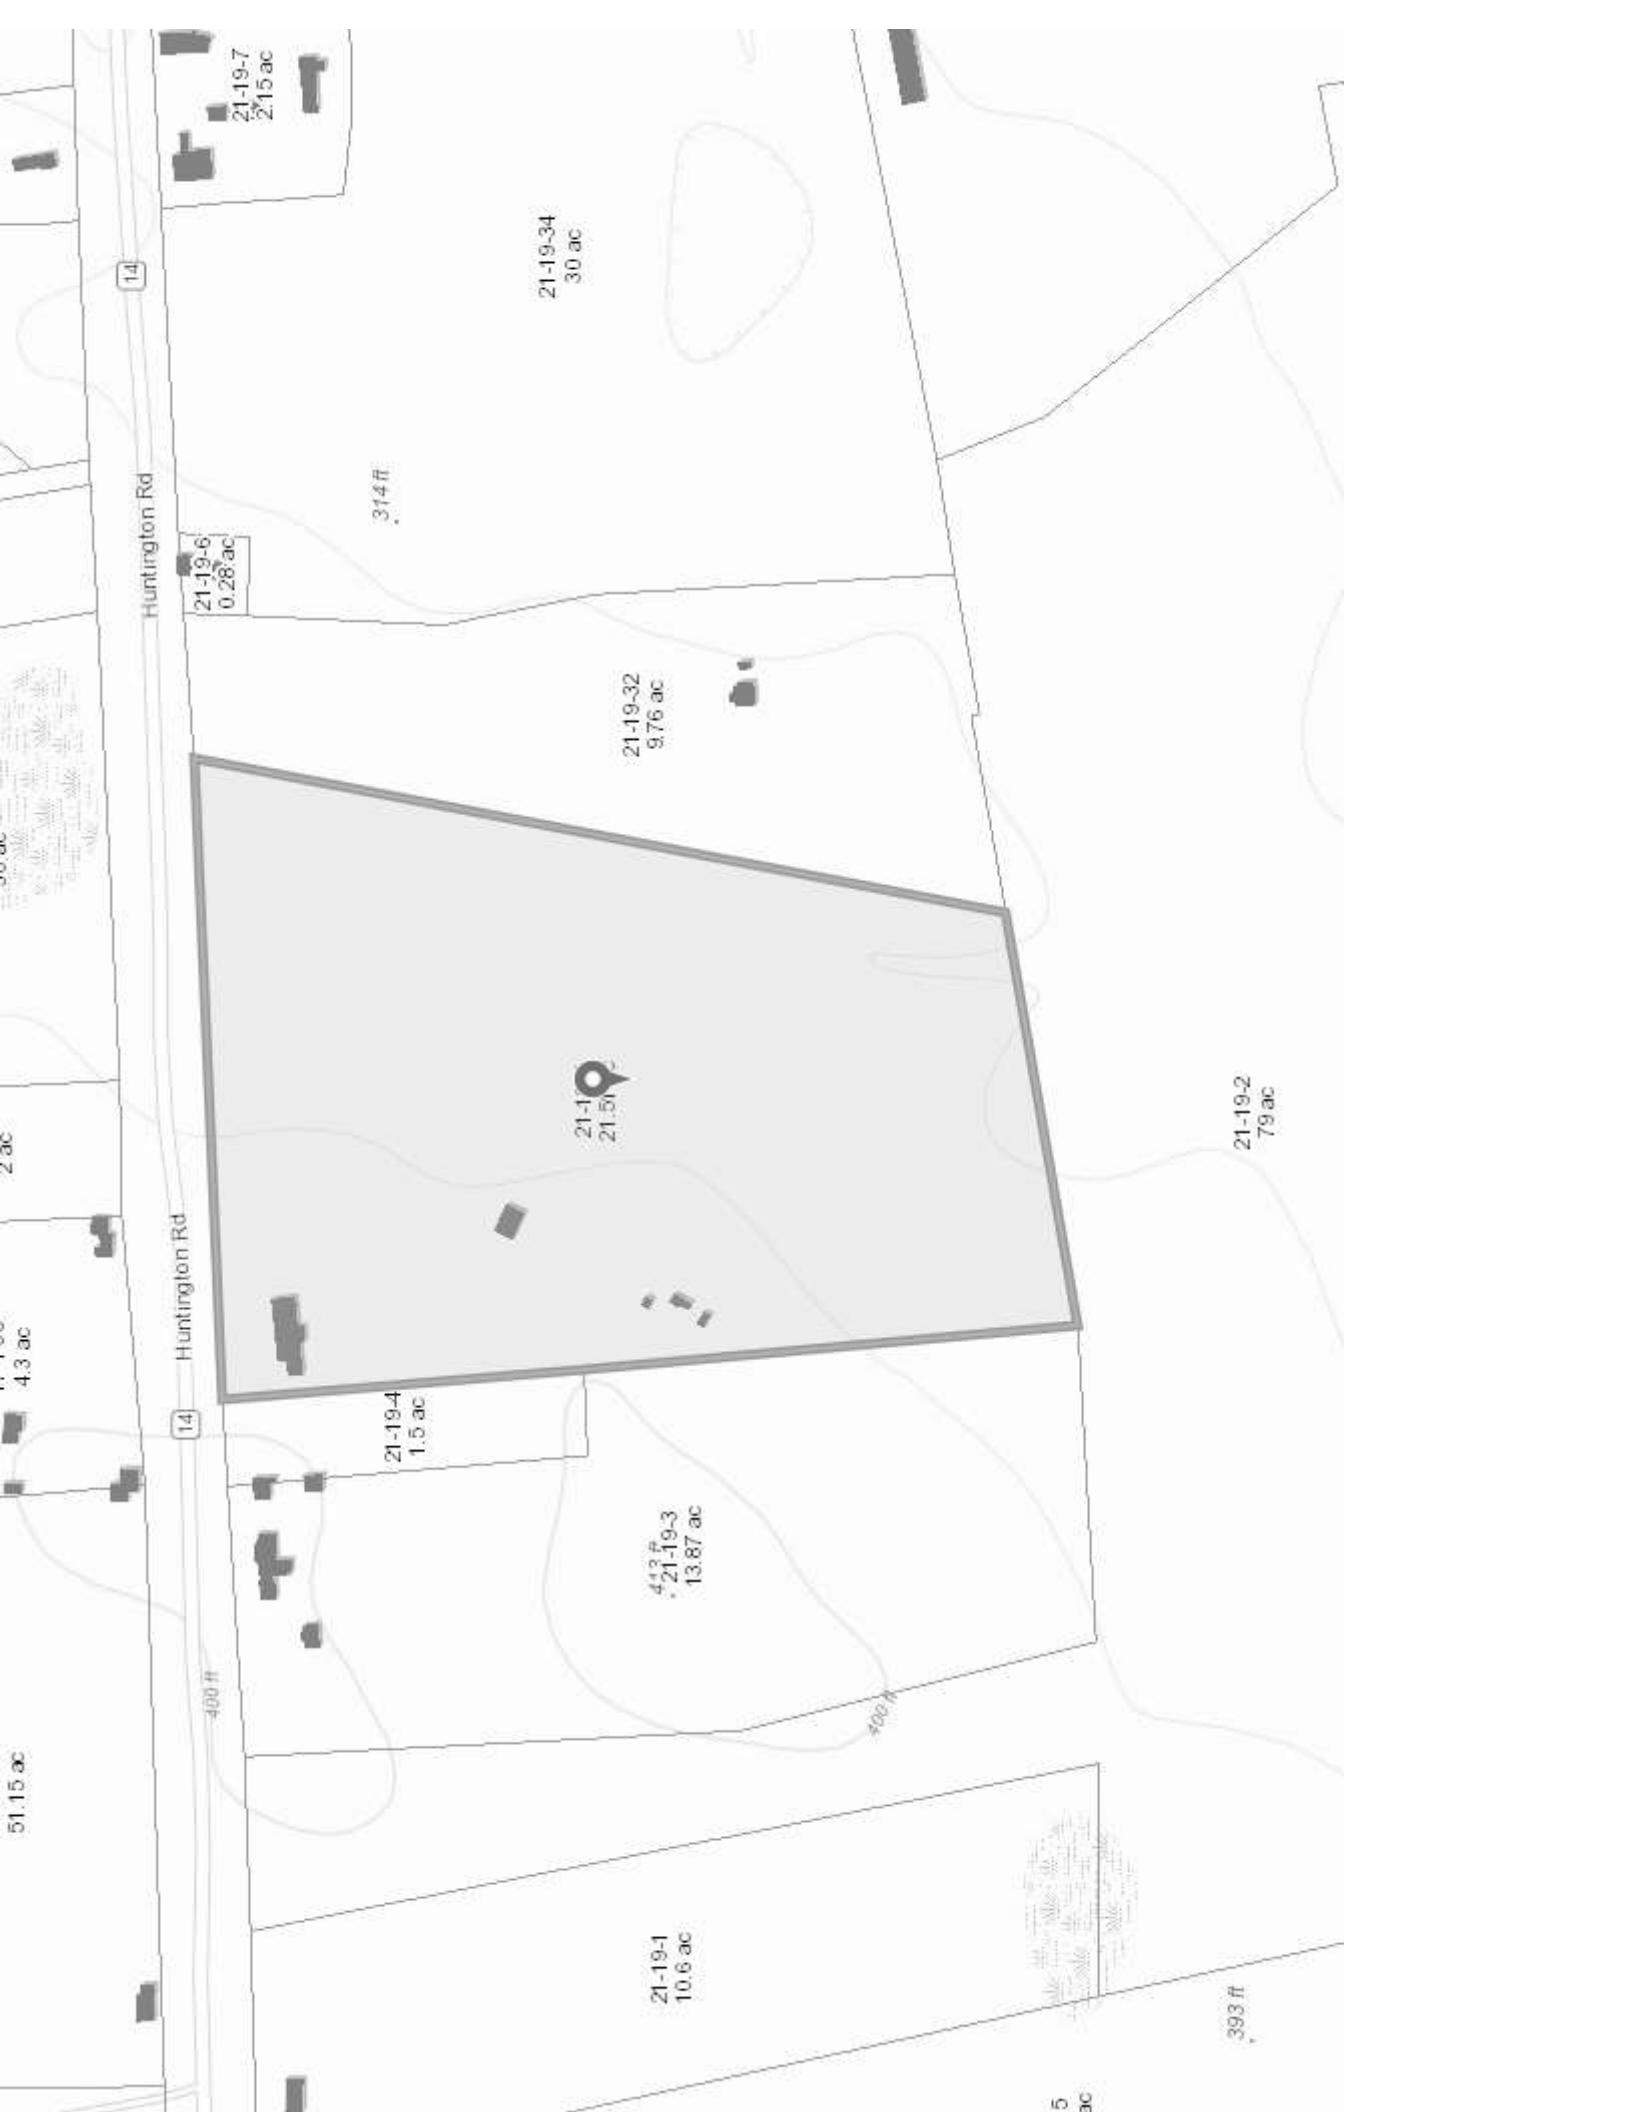 21-19-7
2.15 ac
14
21-19-34
30 ac
314 ft
Huntington Rd
21-19-6
0.28 ac
21-19-32
9.76 ac
21-19-2
79 ac
2 ac
Huntington Rd
4.3 ac
14
21-19-4
1.5 ac
413 ft
21-19-3
13.87 ac
400 ft
400 ft
51.15 ac
21-19-1
10.6 ac
393 ft
5
ac